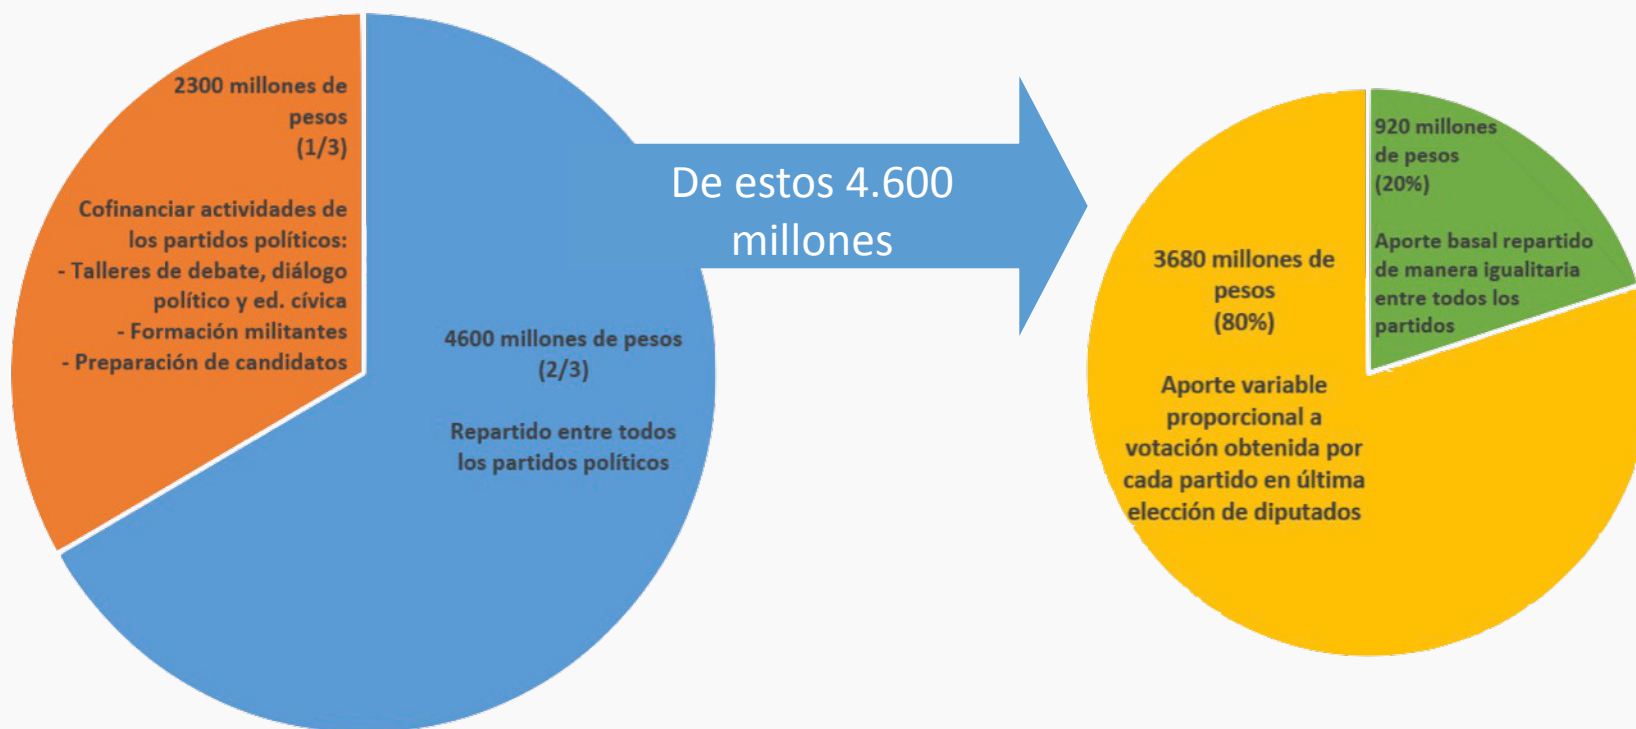 2300 millones de
pesos
(1/3)
Cofinanciar actividades de
los partidos políticos:
- Talleres de debate, diálogo
político y ed. cívica
- Formación militantes
- Preparación de candidatos
4600 millones de pesos
(2/3)
Repartido entre todos
los partidos políticos
De estos 4.600
millones
3680 millones de
pesos
(80%)
Aporte variable
proporcional a
votación obtenida por
cada partido en última
elección de diputados
920 millones
de pesos
(20%)
Aporte basal repartido
de manera igualitaria
entre todos los
partidos